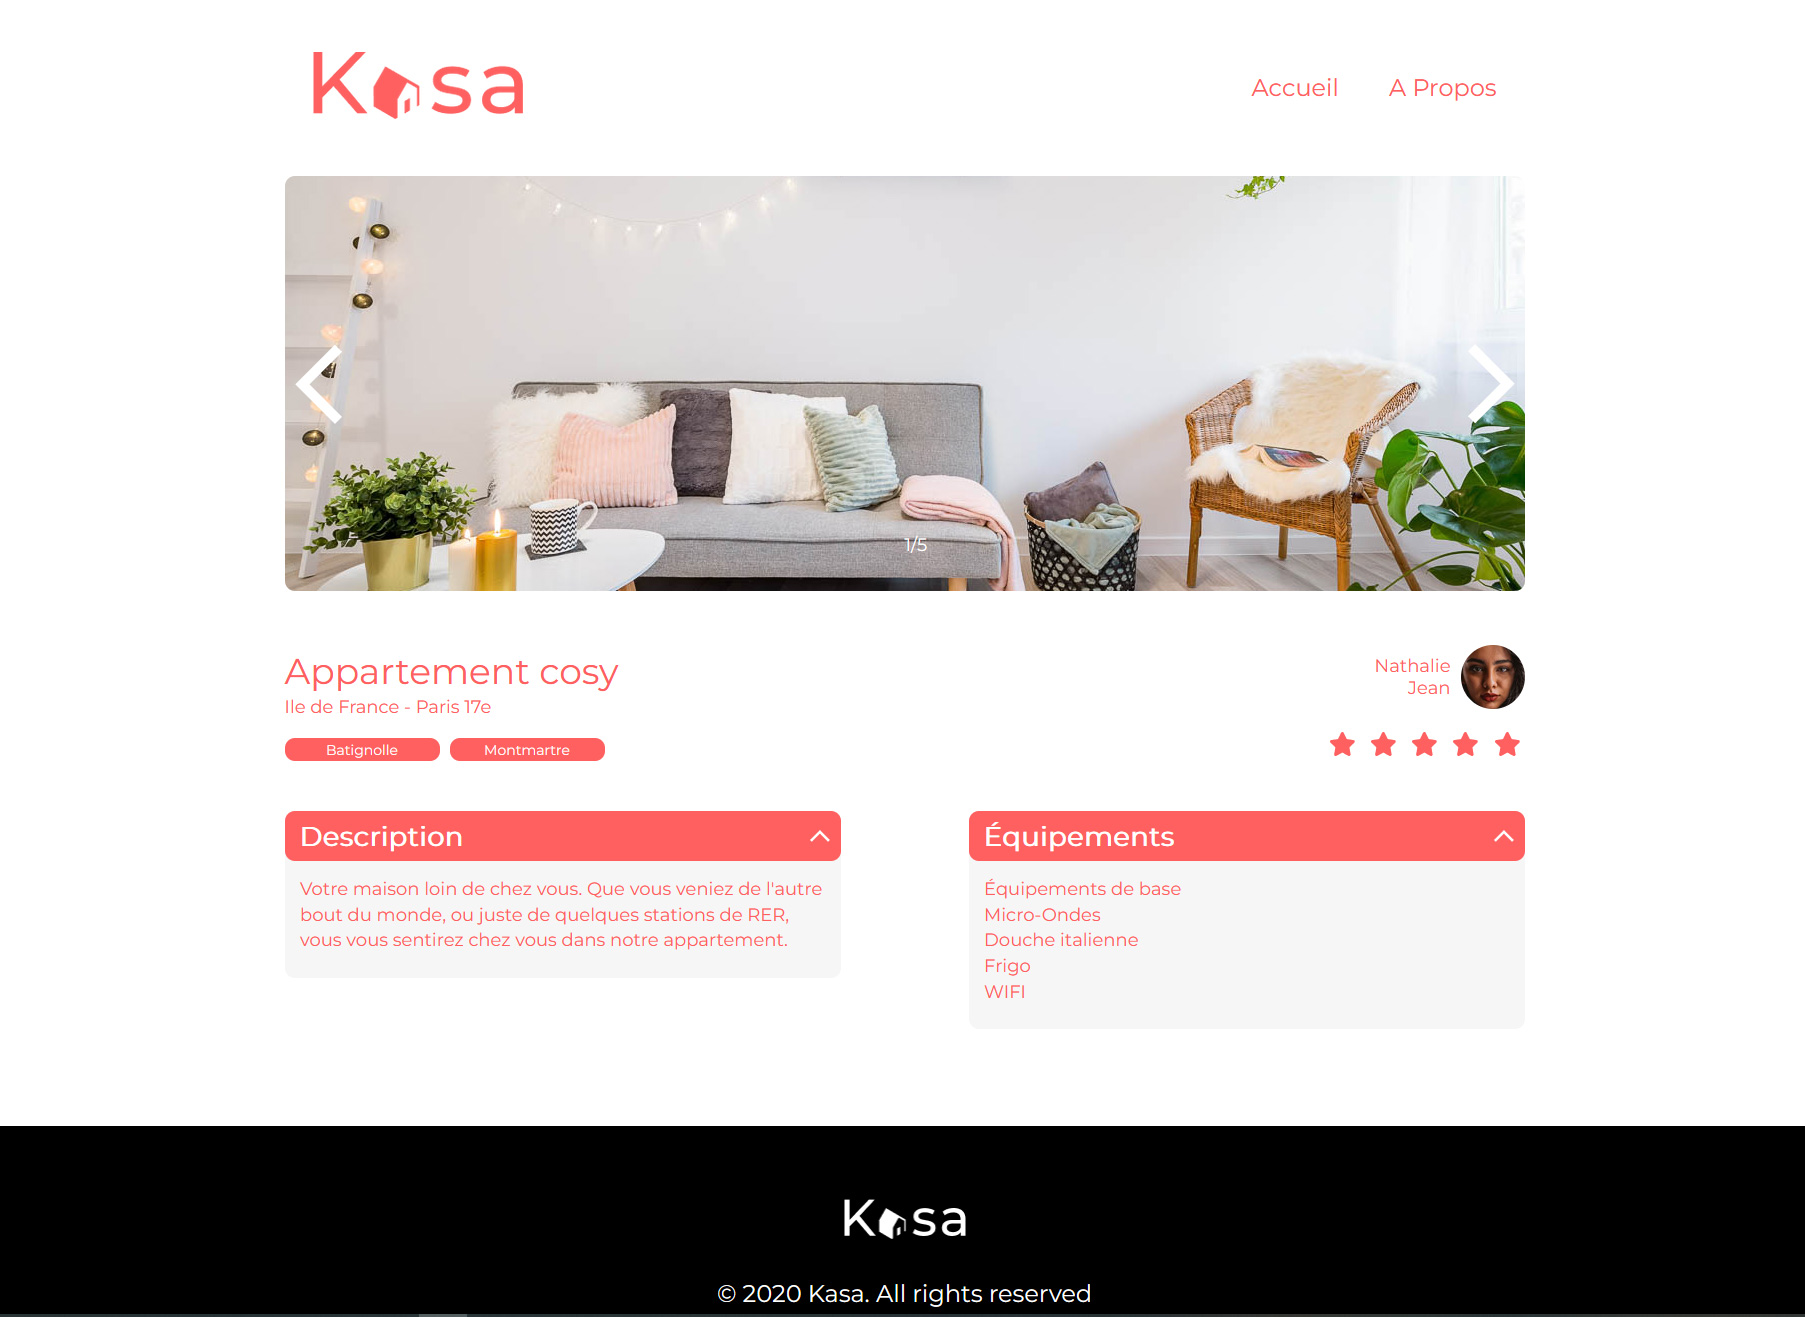 Kasa
Accueil
A Propos
1/5
Appartement cosy
Ile de France - Paris 17e
Batignolle
Montmartre
Nathalie
Jean
Description
Votre maison loin de chez vous. Que vous veniez de l'autre
bout du monde, ou juste de quelques stations de RER,
vous vous sentirez chez vous dans notre appartement.
Équipements
Équipements de base
Micro-Ondes
Douche italienne
Frigo
WIFI
Kasa
© 2020 Kasa. All rights reserved